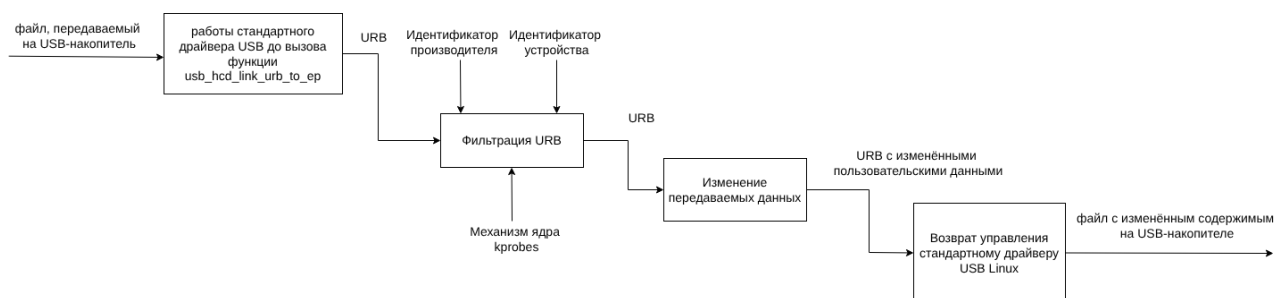 файл, передаваемый
на USB-накопитель
работы стандартного
драйвера USB до вызова
функции
usb_hcd_link_urb_to_ep
URB
Идентификатор
производителя
Идентификатор
устройства
Фильтрация URB
Механизм ядра
kprobes
URB
Изменение
передаваемых данных
URB с изменёнными
пользовательскими данными
Возврат управления
стандартному драйверу
USB Linux
файл с изменённым содержимым
на USB-накопителе